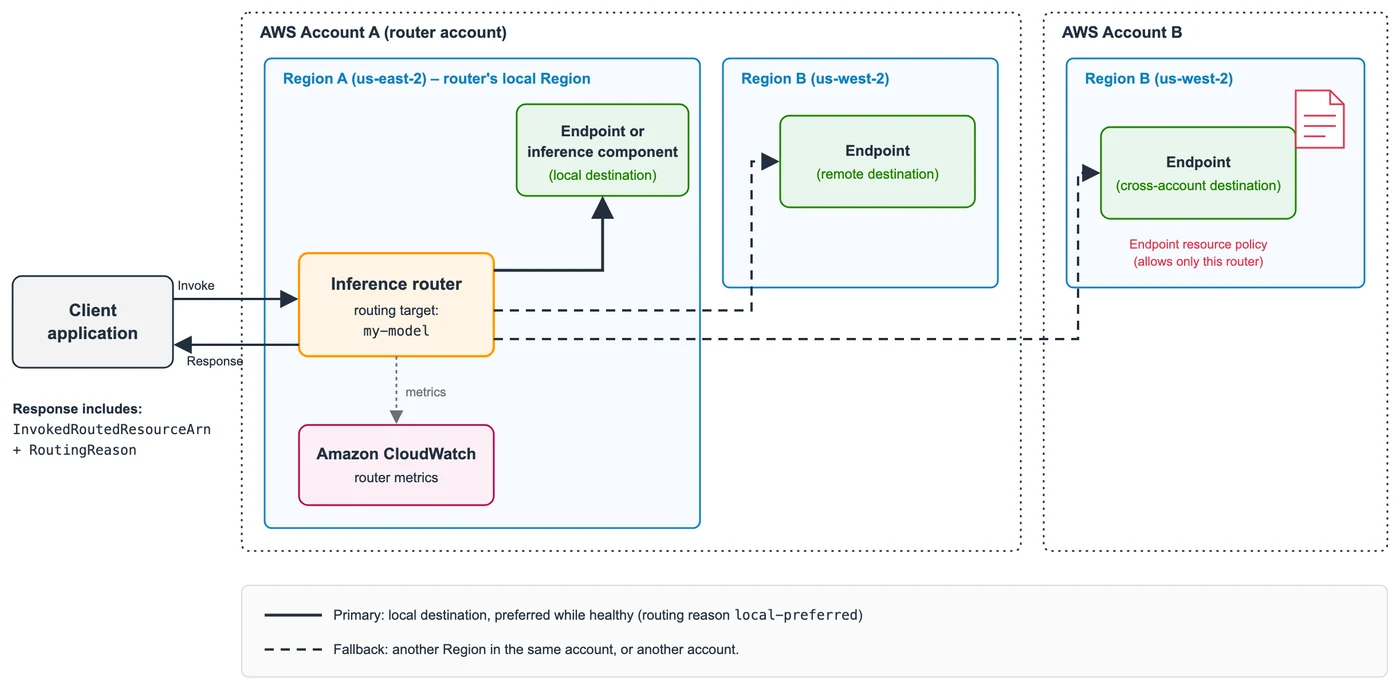 AWS Account A (router account)
AWS Account B
Region A (us-east-2) – router's local Region
Region B (us-west-2)
Region B (us-west-2)
Endpoint or
inference component
(local destination)
Endpoint
(remote destination)
Endpoint
(cross-account destination)
Endpoint resource policy
(allows only this router)
Client
application
Invoke
Response
Inference router
routing target:
my-model
metrics
Response includes:
InvokedRoutedResourceArn
+ RoutingReason
Amazon CloudWatch
router metrics
Primary: local destination, preferred while healthy (routing reason local-preferred)
Fallback: another Region in the same account, or another account.